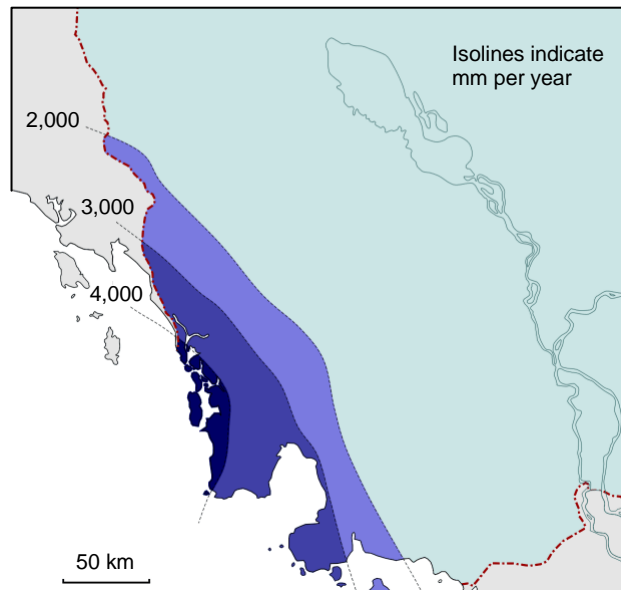 Isolines indicate
mm per year
2,000
3,000
4,000
50 km